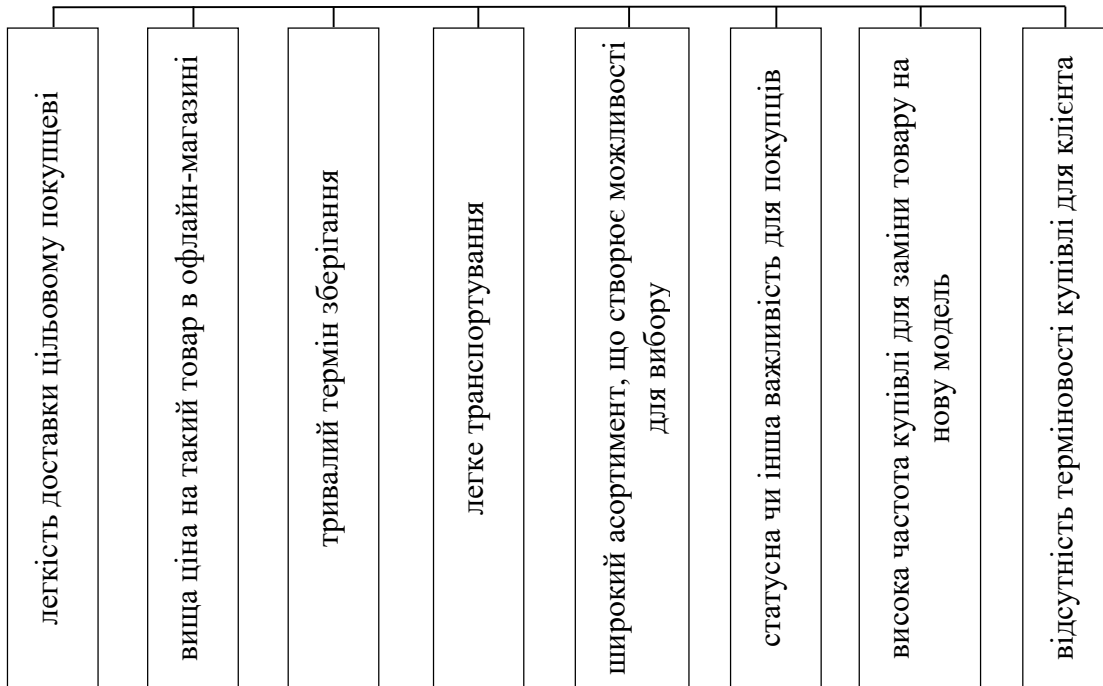 легкість доставки цільовому покупцеві
вища ціна на такий товар в офлайн-магазині
тривалий термін зберігання
легке транспортування
широкий асортимент, що створює можливості
для вибору
статусна чи інша важливість для покупців
висока частота купівлі для заміни товару на
нову модель
відсутність терміновості купівлі для клієнта